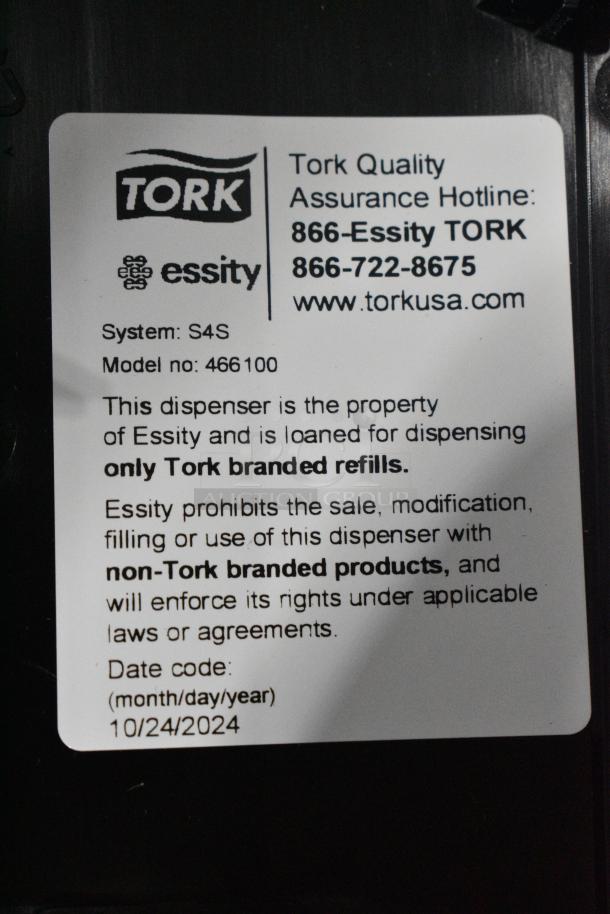 TORK
essity
Tork Quality
Assurance Hotline:
866-Essity TORK
866-722-8675
www.torkusa.com
System: S4S
Model no: 466100
This dispenser is the property
of Essity and is loaned for dispensing
only Tork branded refills.
PCI
AUCTION GROUP
Essity prohibits the sale, modification,
filling or use of this dispenser with
non-Tork branded products, and
will enforce its rights under applicable
laws or agreements.
Date code:
(month/day/year)
10/24/2024